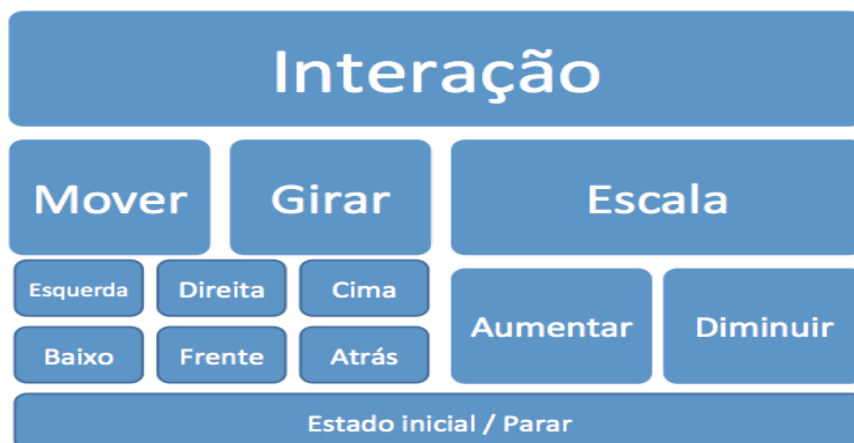 Interação
Mover Girar Escala
Esquerda Direita Cima
Aumentar Diminuir
Baixo Frente Atrás
Estado inicial / Parar